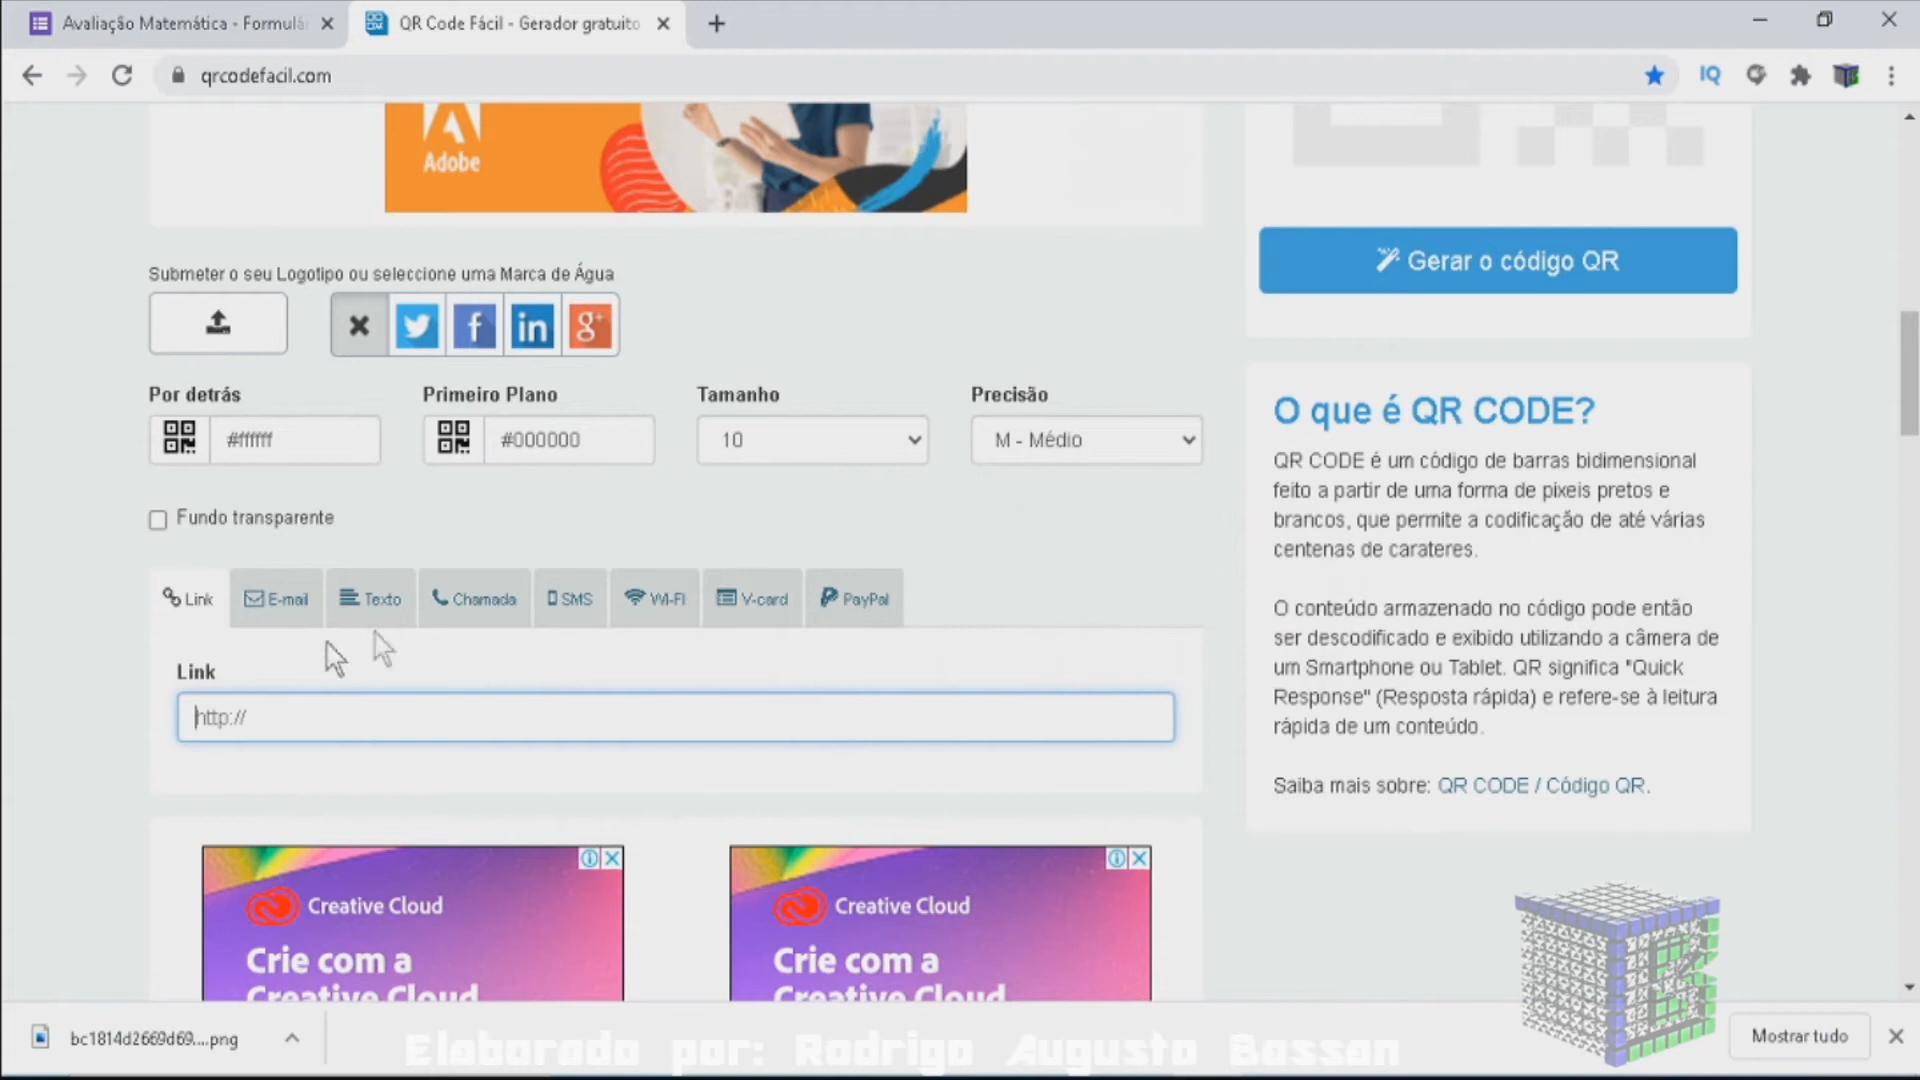 Avaliação Matemática - Formulá
QR Code Fácil - Gerador gratuito
qrcodefacil.com
IQ
Adobe
Submeter o seu Logotipo ou seleccione uma Marca de Água
Gerar o código QR
Por detrás
Primeiro Plano
Tamanho
Precisão
#ffffff
#000000
10
M - Médio
Fundo transparente
O que é QR CODE?
QR CODE é um código de barras bidimensional
feito a partir de uma forma de pixeis pretos e
brancos, que permite a codificação de até várias
centenas de carateres.
O conteúdo armazenado no código pode então
ser descodificado e exibido utilizando a câmera de
um Smartphone ou Tablet. QR significa "Quick
Response" (Resposta rápida) e refere-se à leitura
rápida de um conteúdo.
Saiba mais sobre: QR CODE / Código QR.
Link
E-mail
Texto
Chamada
SMS
WI-FI
V-card
PayPal
Link
http://
Creative Cloud
Crie com a
Creative Cloud
Creative Cloud
Crie com a
Creative Cloud
bc1814d2669d69....png
Elaborado por: Rodrigo Augusto Bassan
Mostrar tudo